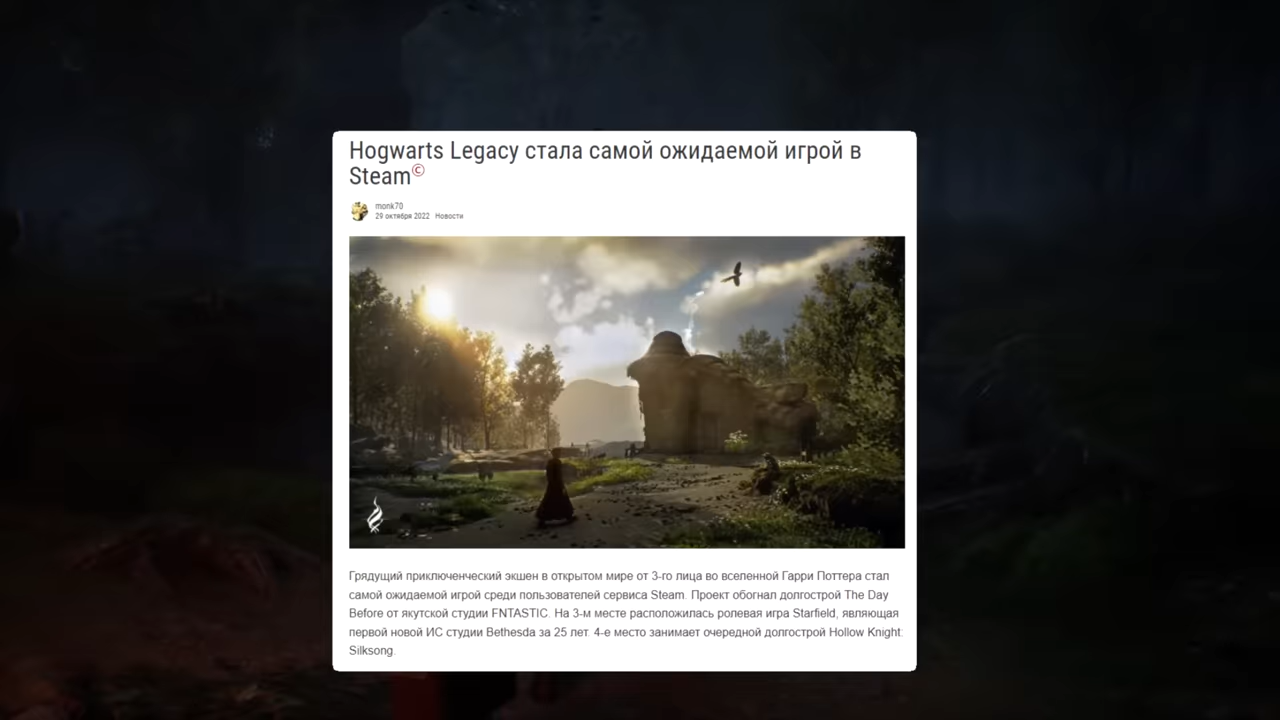 Hogwarts Legacy стала самой ожидаемой игрой в
Steam©
monk70
29 октября 2022 Новости
Грядущий приключенческий экшен в открытом мире от 3-го лица во вселенной Гарри Поттера стал
самой ожидаемой игрой среди пользователей сервиса Steam. Проект обогнал долгострой The Day
Before от якутской студии FNTASTIC. На 3-м месте расположилась ролевая игра Starfield, являющая
первой новой ИС студии Bethesda за 25 лет. 4-е место занимает очередной долгострой Hollow Knight:
Silksong.